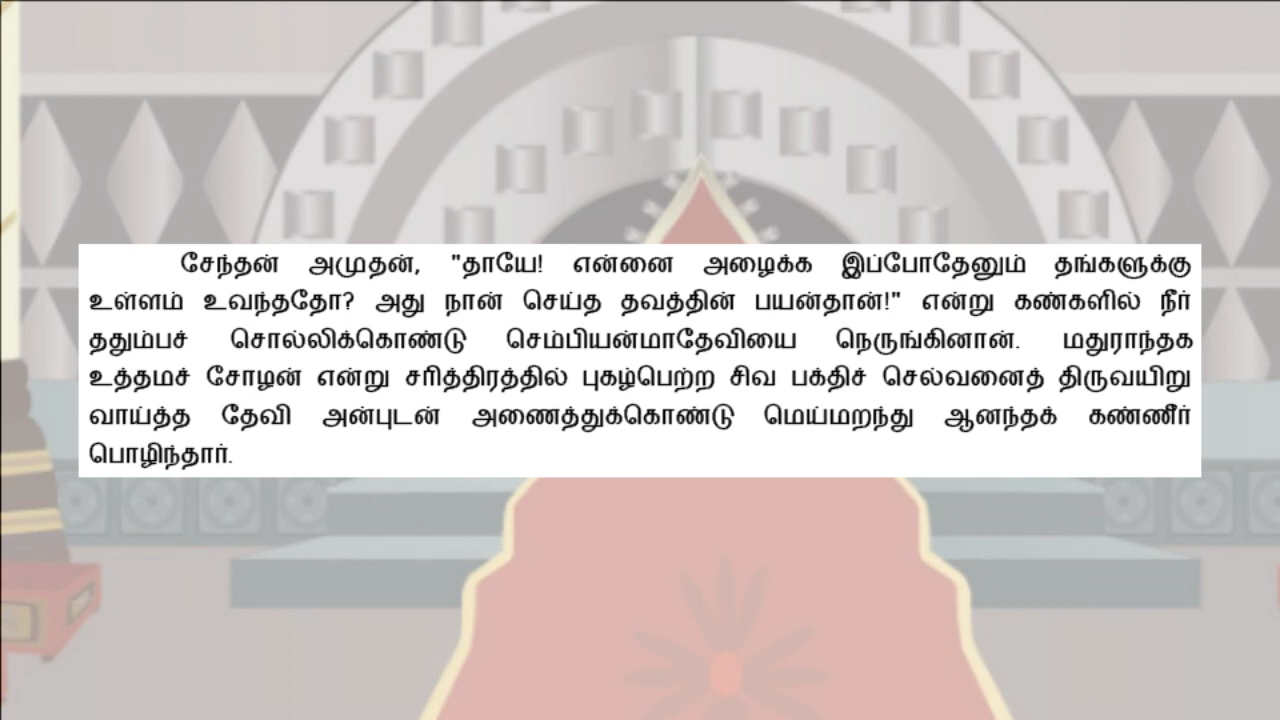 சேந்தன் அமுதன், "தாயே! என்னை அழைக்க இப்போதேனும் தங்களுக்கு
உள்ளம் உவந்ததோ? அது நான் செய்த தவத்தின் பயன்தான்!" என்று கண்களில் நீர்
ததும்பச் சொல்லிக்கொண்டு செம்பியன்மாதேவியை நெருங்கினான். மதுராந்தக
உத்தமச் சோழன் என்று சரித்திரத்தில் புகழ்பெற்ற சிவ பக்திச் செல்வனைத் திருவயிறு
வாய்த்த தேவி அன்புடன் அணைத்துக்கொண்டு மெய்மறந்து ஆனந்தக் கண்ணீர்
பொழிந்தார்.